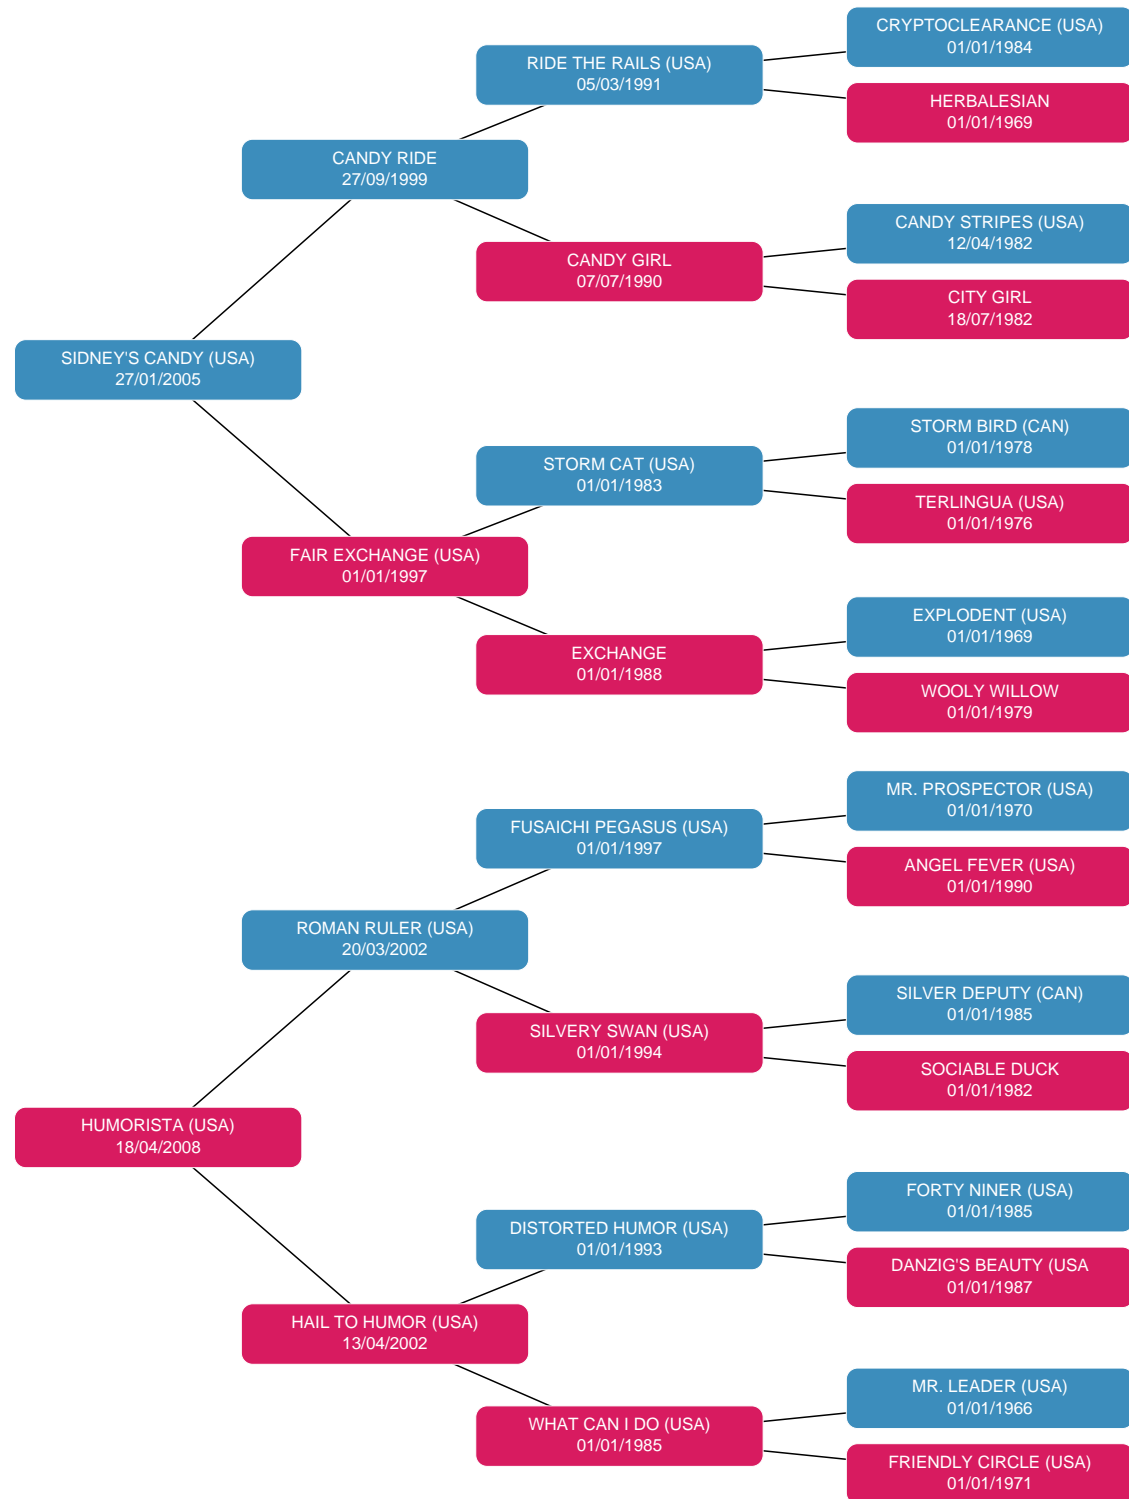 CRYPTOCLEARANCE (USA)
01/01/1984
RIDE THE RAILS (USA)
05/03/1991
HERBALESIAN
01/01/1969
CANDY RIDE
27/09/1999
CANDY STRIPES (USA)
12/04/1982
CANDY GIRL
07/07/1990
CITY GIRL
18/07/1982
SIDNEY'S CANDY (USA)
27/01/2005
STORM BIRD (CAN)
01/01/1978
STORM CAT (USA)
01/01/1983
TERLINGUA (USA)
01/01/1976
FAIR EXCHANGE (USA)
01/01/1997
EXPLODENT (USA)
01/01/1969
EXCHANGE
01/01/1988
WOOLY WILLOW
01/01/1979
MR. PROSPECTOR (USA)
01/01/1970
FUSAICHI PEGASUS (USA)
01/01/1997
ANGEL FEVER (USA)
01/01/1990
ROMAN RULER (USA)
20/03/2002
SILVER DEPUTY (CAN)
01/01/1985
SILVERY SWAN (USA)
01/01/1994
SOCIABLE DUCK
01/01/1982
HUMORISTA (USA)
18/04/2008
FORTY NINER (USA)
01/01/1985
DISTORTED HUMOR (USA)
01/01/1993
DANZIG'S BEAUTY (USA
01/01/1987
HAIL TO HUMOR (USA)
13/04/2002
MR. LEADER (USA)
01/01/1966
WHAT CAN I DO (USA)
01/01/1985
FRIENDLY CIRCLE (USA)
01/01/1971